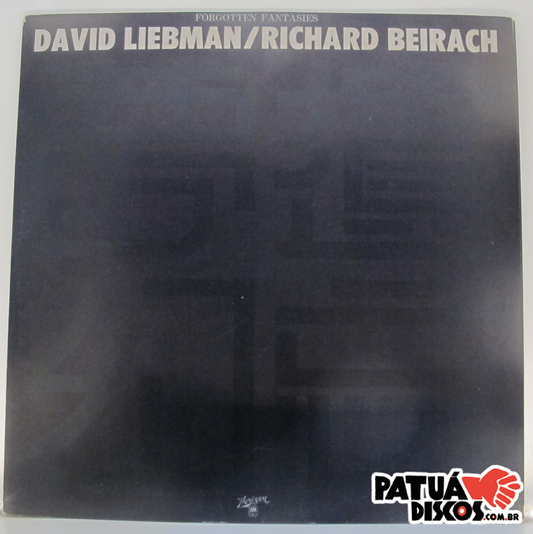 FORGOTTEN FANTASIES
DAVID LIEBMAN/RICHARD BEIRACH
Horizon
PATUÁ
DISCOS.COM.BR